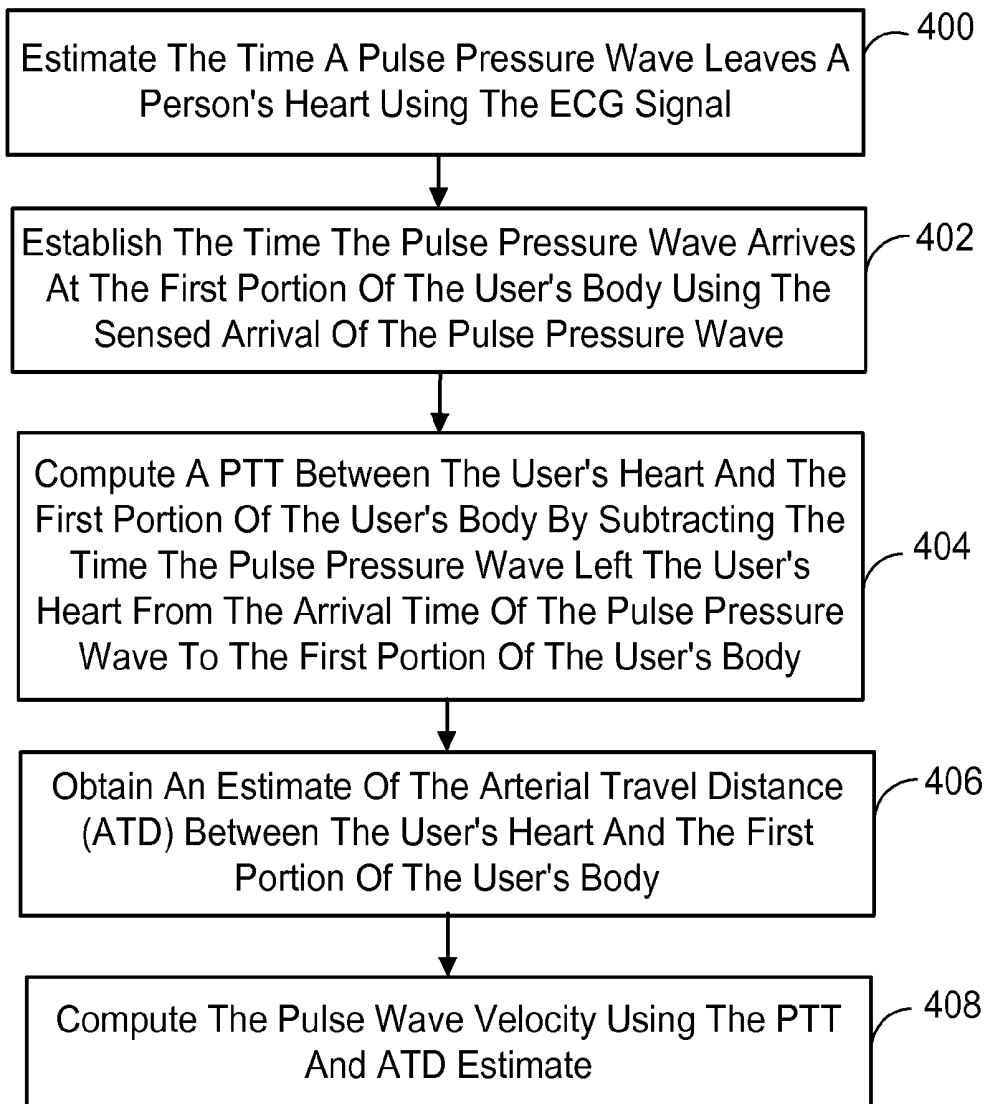 Estimate The Time A Pulse Pressure Wave Leaves A
Person's Heart Using The ECG Signal
400
Establish The Time The Pulse Pressure Wave Arrives
At The First Portion Of The User's Body Using The
Sensed Arrival Of The Pulse Pressure Wave
402
Compute A PTT Between The User's Heart And The
First Portion Of The User's Body By Subtracting The
Time The Pulse Pressure Wave Left The User's
Heart From The Arrival Time Of The Pulse Pressure
Wave To The First Portion Of The User's Body
404
Obtain An Estimate Of The Arterial Travel Distance
(ATD) Between The User's Heart And The First
Portion Of The User's Body
406
Compute The Pulse Wave Velocity Using The PTT
And ATD Estimate
408